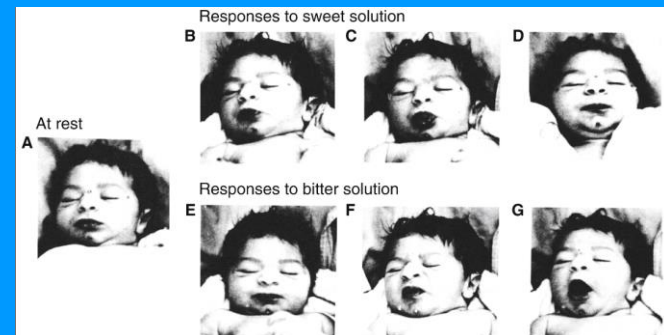 Responses to sweet solution
B
C
D
At rest
A
Responses to bitter solution
E
F
G